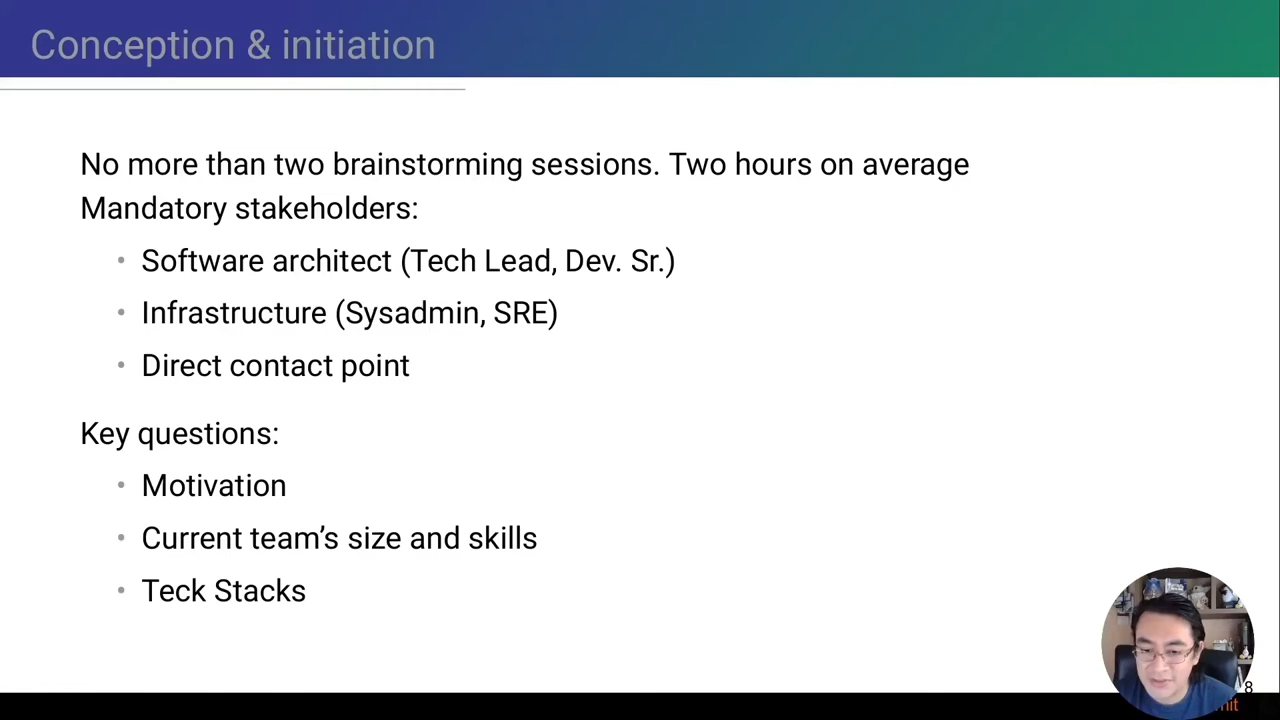 Conception & initiation
No more than two brainstorming sessions. Two hours on average
Mandatory stakeholders:
• Software architect (Tech Lead, Dev. Sr.)
• Infrastructure (Sysadmin, SRE)
• Direct contact point
Key questions:
• Motivation
• Current team’s size and skills
• Teck Stacks
8